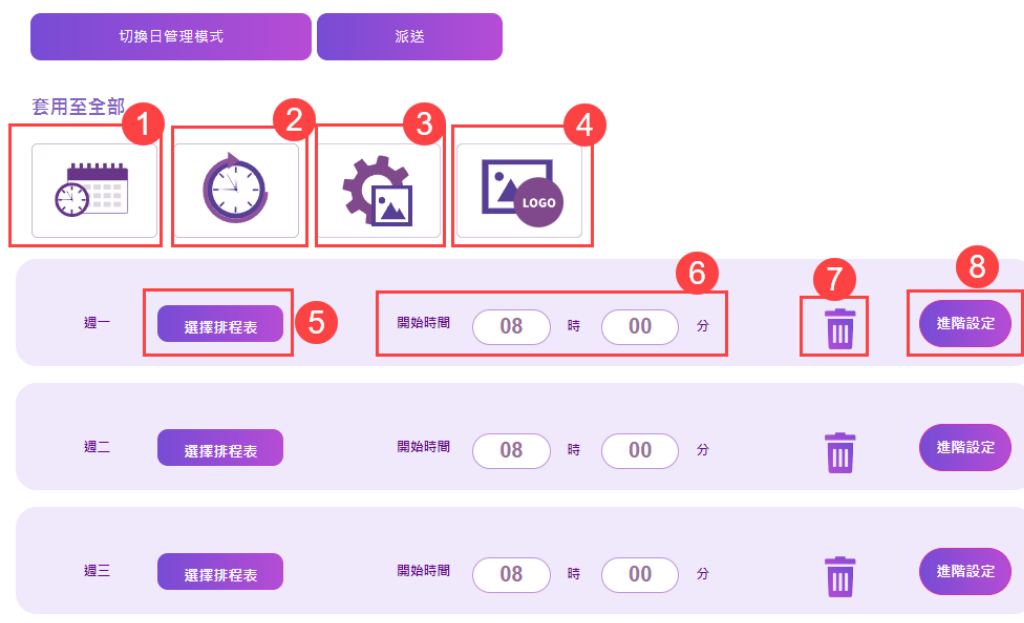 切換日管理模式 派送
套用至全部
1 2 3 4
LOGO
週一 選擇排程表 5 開始時間 08 時 00 分 6 7 進階設定 8
週二 選擇排程表 開始時間 08 時 00 分 進階設定
週三 選擇排程表 開始時間 08 時 00 分 進階設定